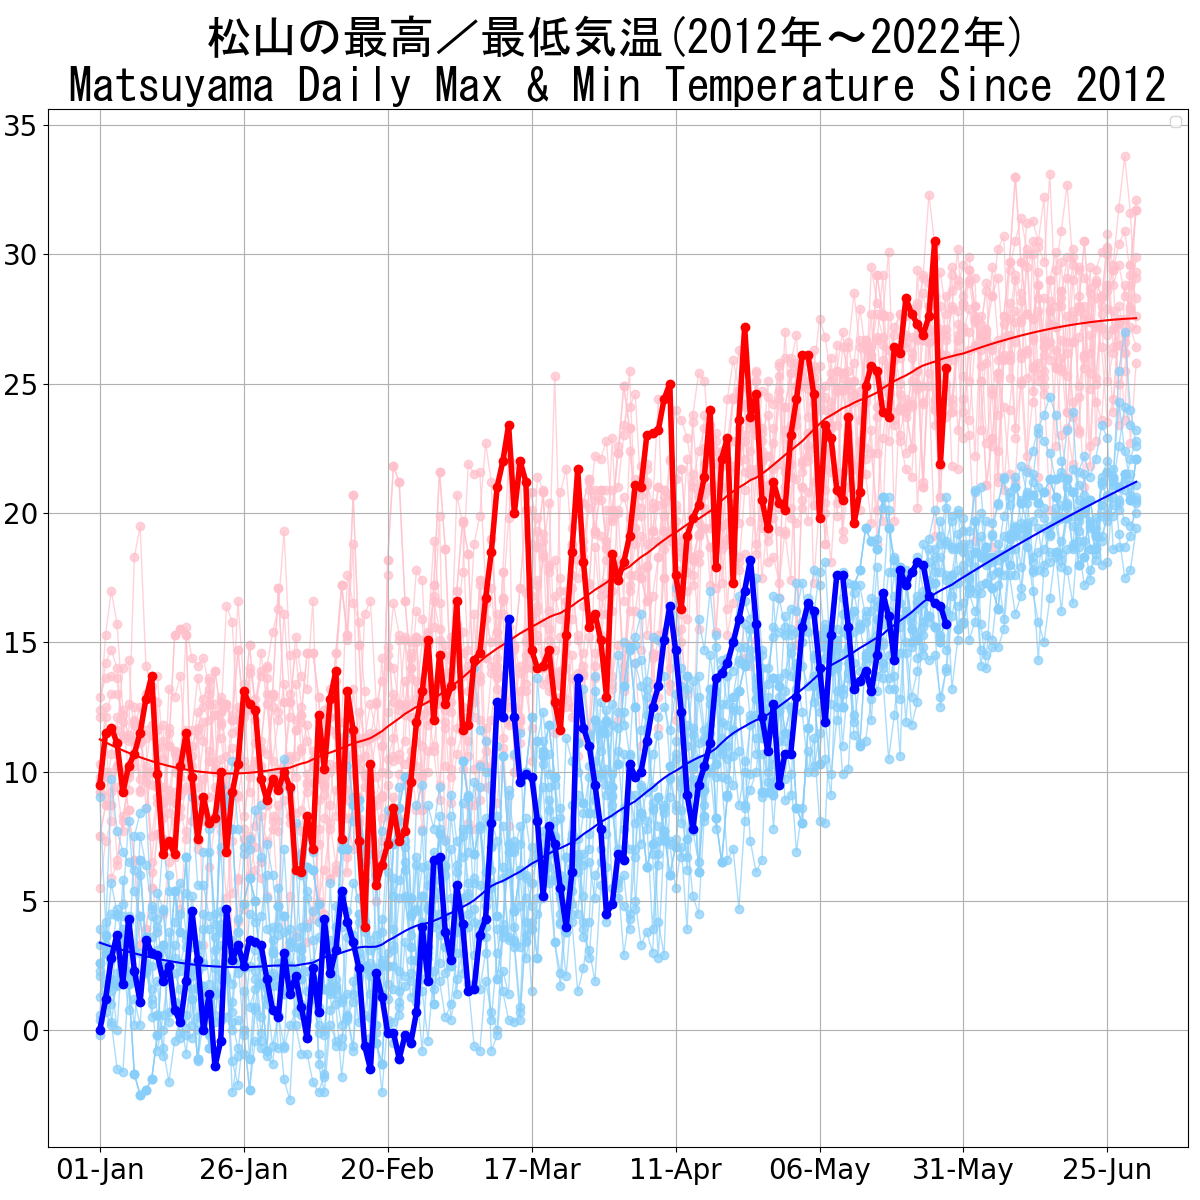 松山の最高／最低気温(2012年～2022年)
Matsuyama Daily Max & Min Temperature Since 2012
35
30
25
20
15
10
5
0
01-Jan 26-Jan 20-Feb 17-Mar 11-Apr 06-May 31-May 25-Jun